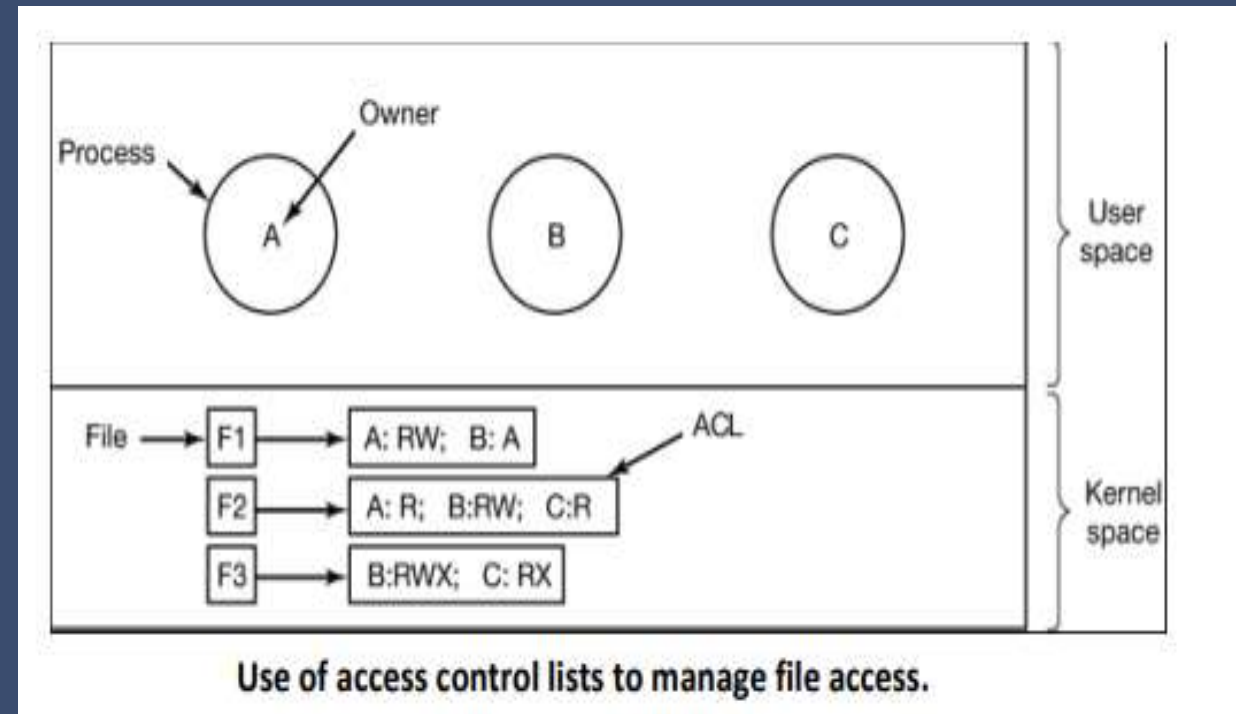 Owner
Process
A
B
C
User
space
File
F1
A: RW; B: A
ACL
F2
A: R; B:RW; C:R
Kernel
space
F3
B:RWX; C: RX
Use of access control lists to manage file access.